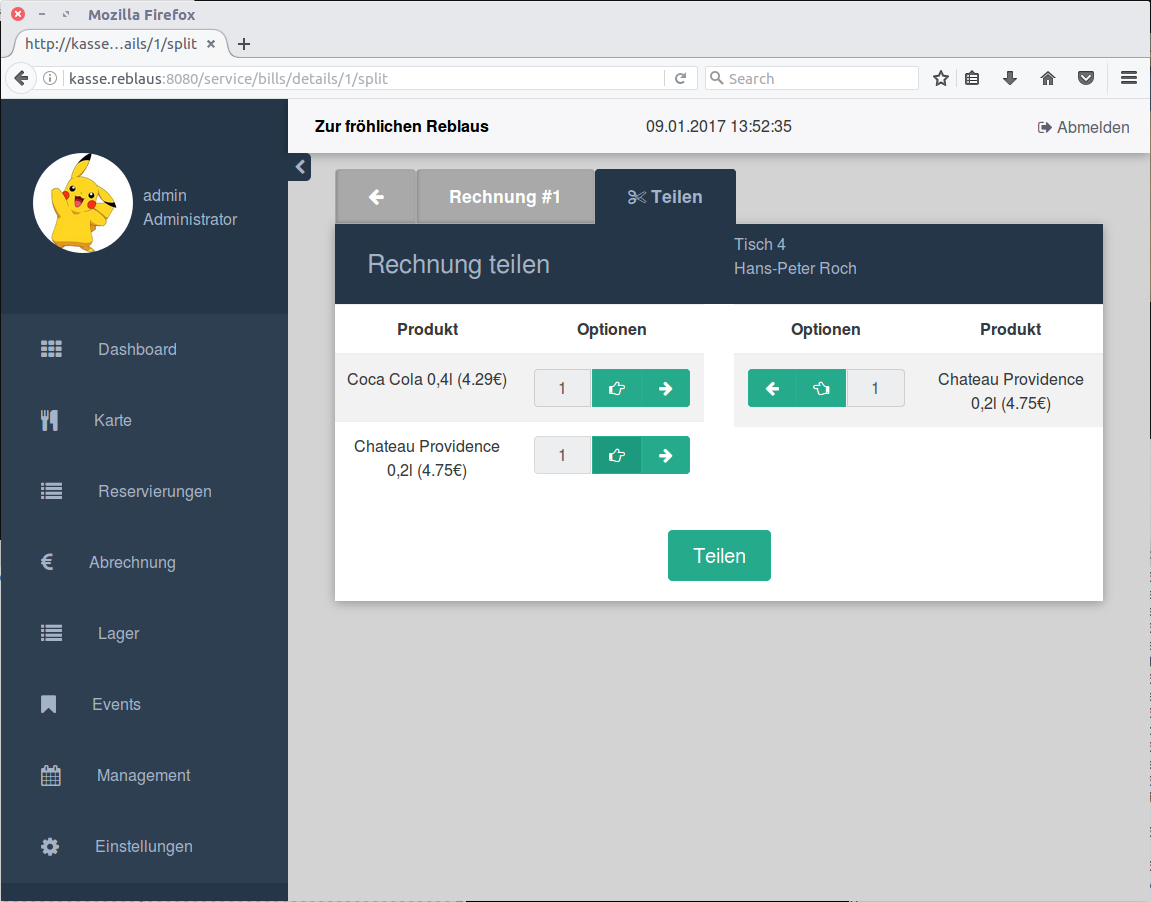 Mozilla Firefox
http://kasse...ails/1/split
kasse.reblaus:8080/service/bills/details/1/split
Search
Zur fröhlichen Reblaus
09.01.2017 13:52:35
Abmelden
admin
Administrator
Dashboard
Karte
Reservierungen
Abrechnung
Lager
Events
Management
Einstellungen
Rechnung #1
Teilen
Rechnung teilen
Tisch 4
Hans-Peter Roch
Produkt
Optionen
Optionen
Produkt
Coca Cola 0,4l (4.29€)
1
1
Chateau Providence
0,2l (4.75€)
Chateau Providence
0,2l (4.75€)
1
Teilen